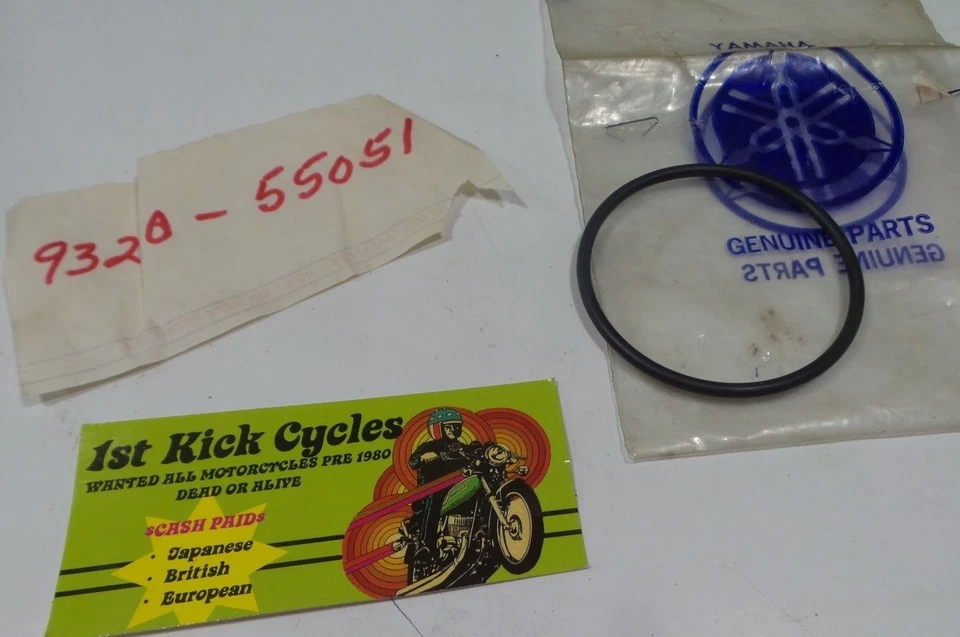 9320 - 55051
YAMAHA
GENUINE PARTS
GENUINE PARTS
1st Kick Cycles
WANTED ALL MOTORCYCLES PRE 1980
DEAD OR ALIVE
$CASH PAID$
· Japanese
· British
· European